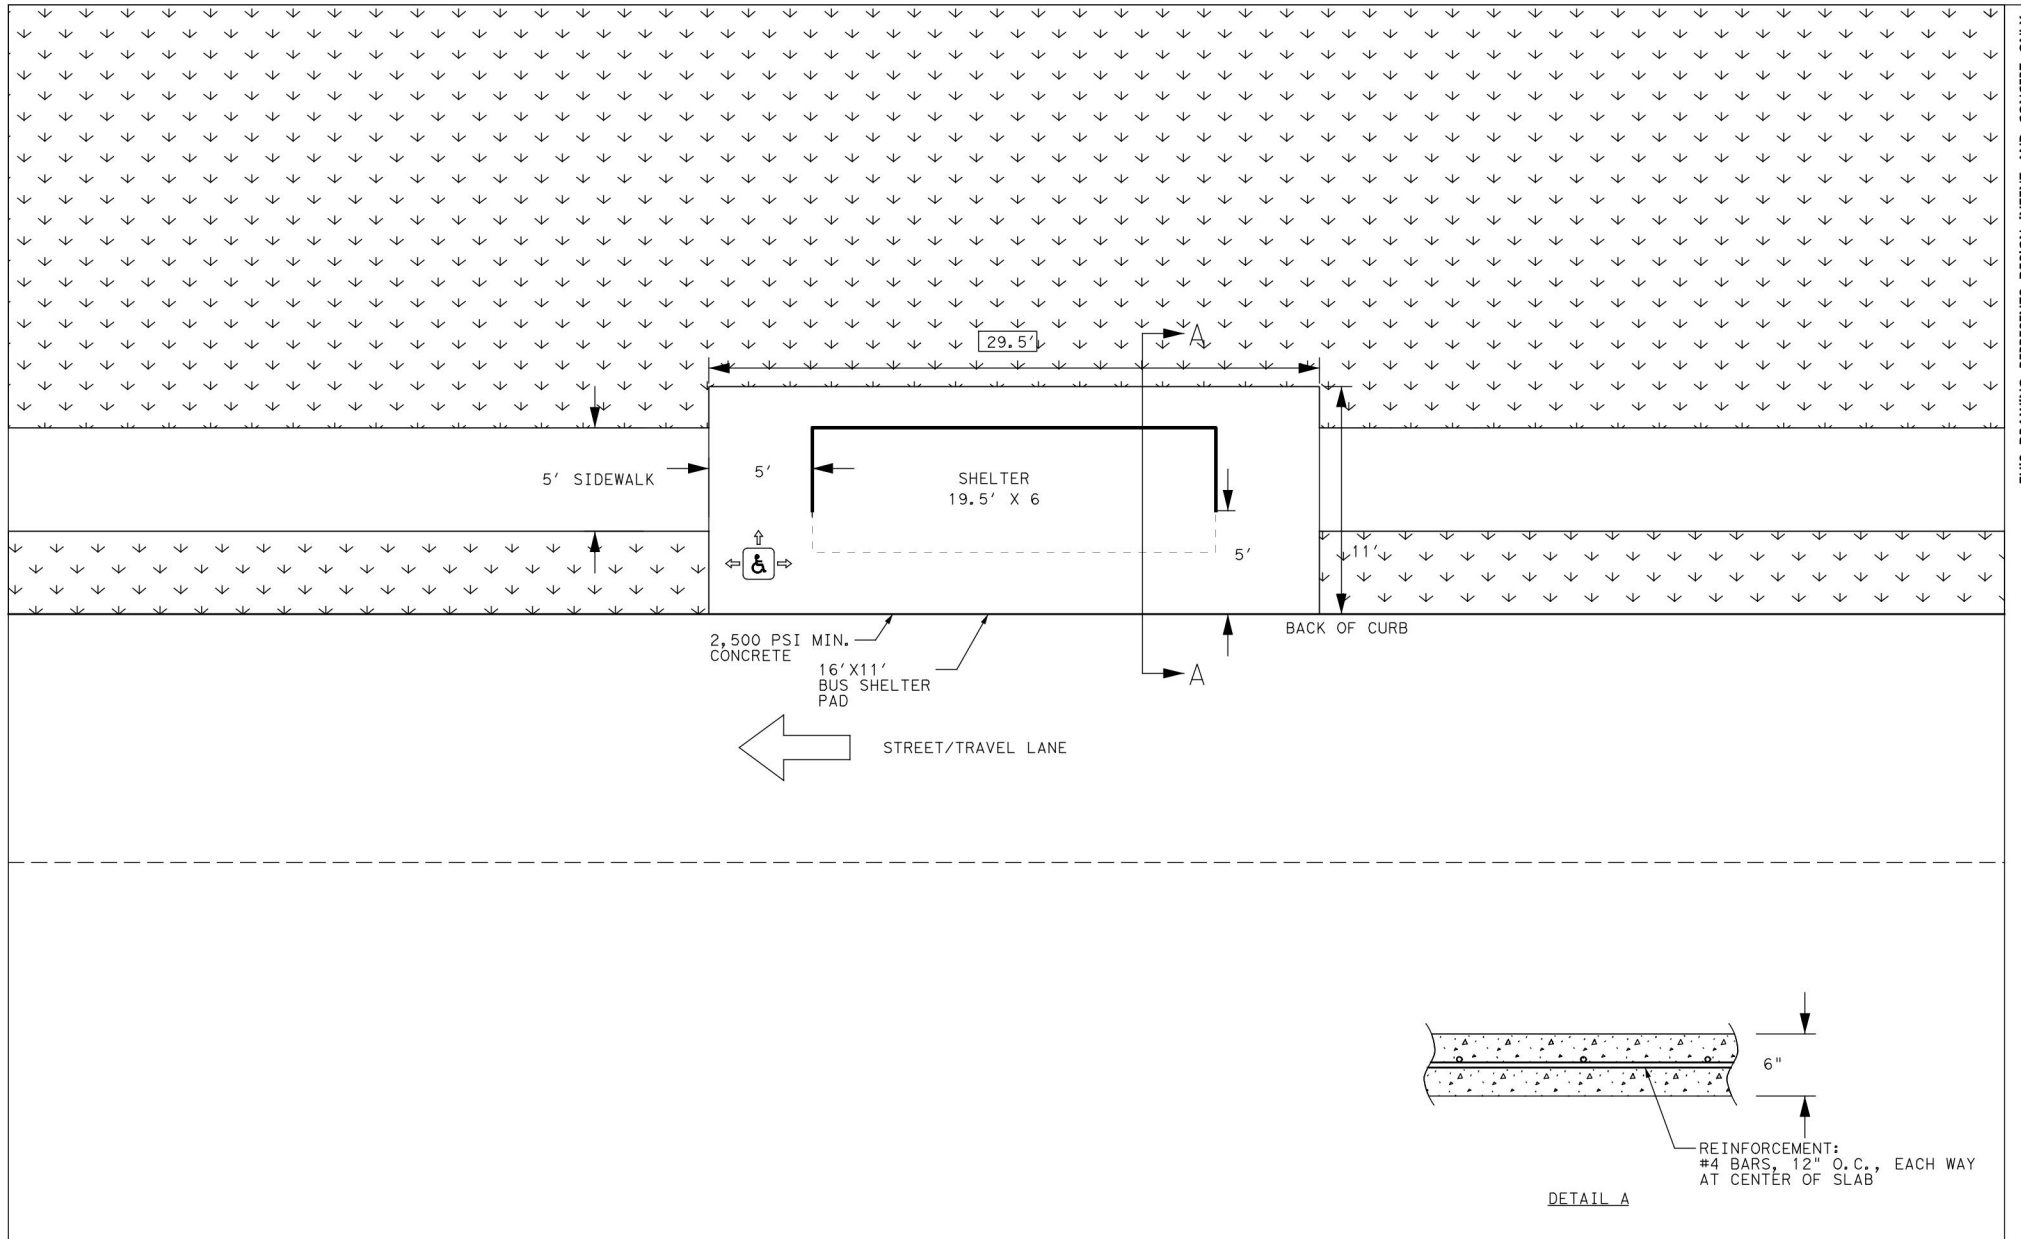 29.5'
A
5' SIDEWALK
5'
SHELTER
19.5' X 6
5'
11'
BACK OF CURB
2,500 PSI MIN.
CONCRETE
16'X11'
BUS SHELTER
PAD
A
STREET/TRAVEL LANE
6"
REINFORCEMENT:
#4 BARS, 12" O.C., EACH WAY
AT CENTER OF SLAB
DETAIL A